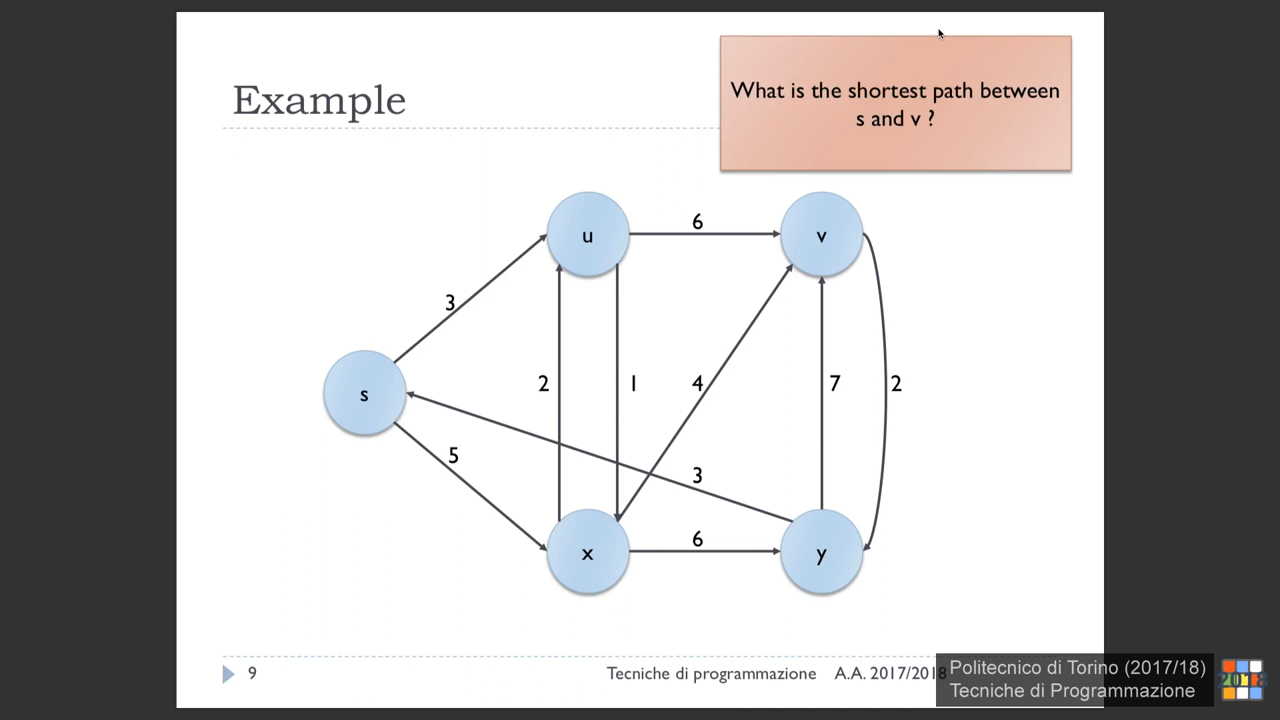 Example
What is the shortest path between
s and v ?
u
6
v
3
s
2
1
4
7
2
5
3
x
6
y
9
Tecniche di programmazione A.A. 2017/2018
Politecnico di Torino (2017/18)
Tecniche di Programmazione
2018